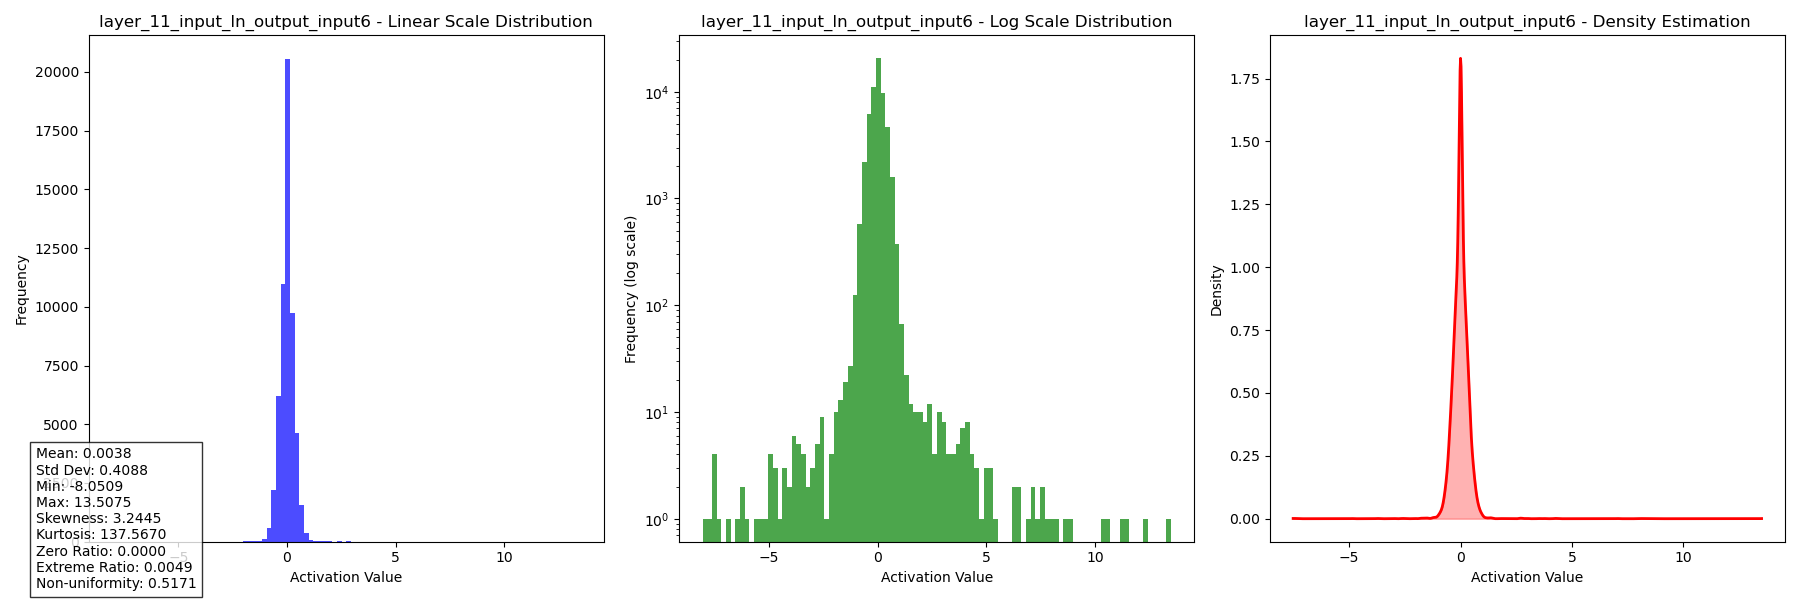 layer_11_input_ln_output_input6 - Linear Scale Distribution
20000
17500
15000
12500
10000
7500
5000
2500
0
Frequency
−5
0
5
10
Activation Value
Mean: 0.0038
Std Dev: 0.4088
Min: -8.0509
Max: 13.5075
Skewness: 3.2445
Kurtosis: 137.5670
Zero Ratio: 0.0000
Extreme Ratio: 0.0049
Non-uniformity: 0.5171
layer_11_input_ln_output_input6 - Log Scale Distribution
10⁴
10³
10²
10¹
10⁰
Frequency (log scale)
−5
0
5
10
Activation Value
layer_11_input_ln_output_input6 - Density Estimation
1.75
1.50
1.25
1.00
0.75
0.50
0.25
0.00
Density
−5
0
5
10
Activation Value